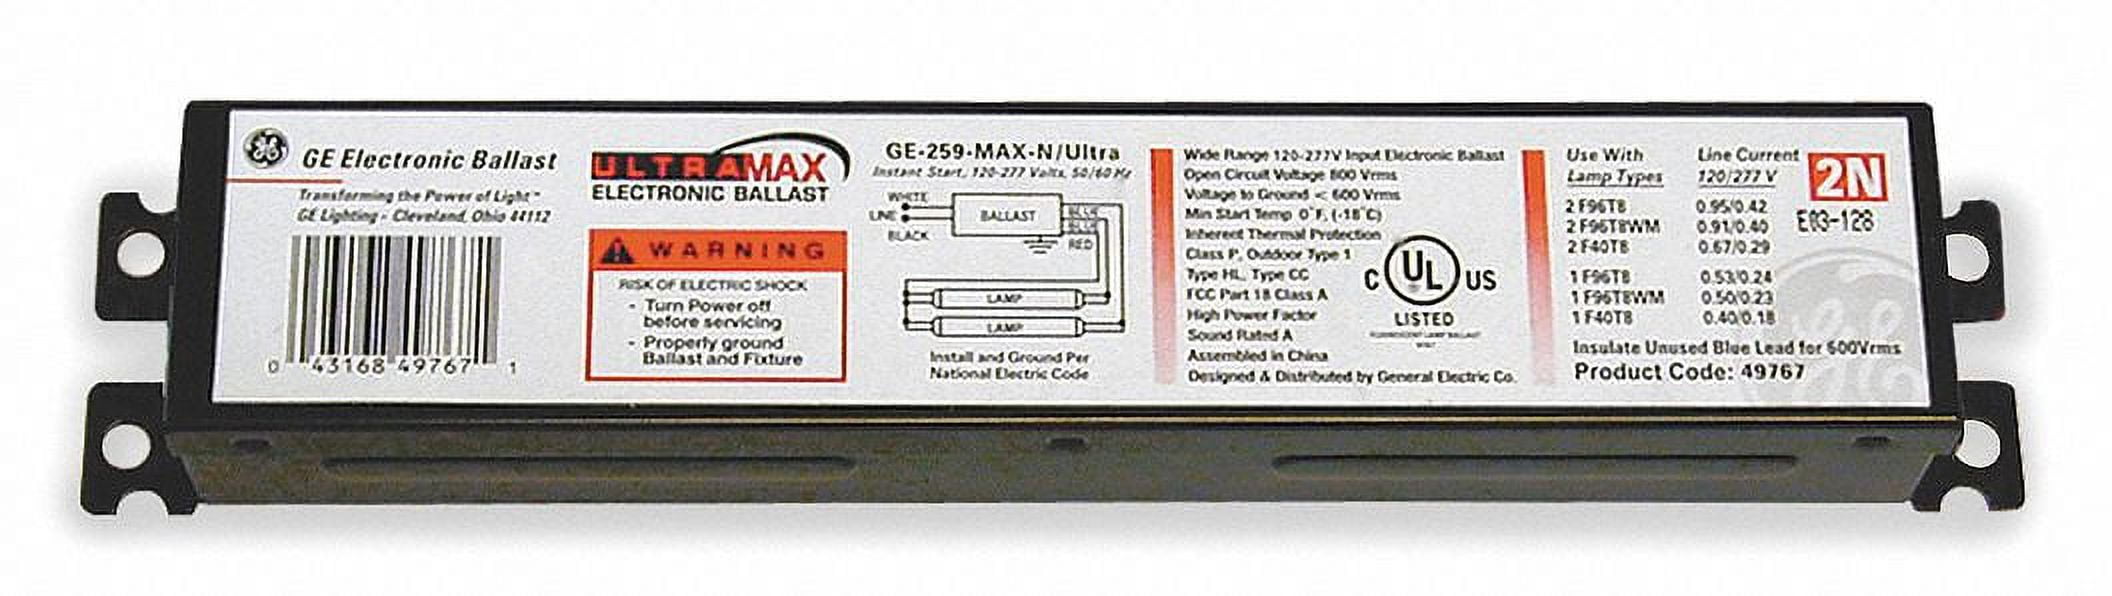 GE Electronic Ballast
Transforming the Power of Light™
GE Lighting - Cleveland, Ohio 44112
0 43168 49767 1
ULTRAMAX
ELECTRONIC BALLAST
WARNING
RISK OF ELECTRIC SHOCK
- Turn Power off
before servicing
- Properly ground
Ballast and Fixture
GE-259-MAX-N/Ultra
Instant Start, 120-277 Volts, 50/60 Hz
WHITE
LINE
BLACK
BALLAST
BLUE
BLUE
RED
LAMP
LAMP
Install and Ground Per
National Electric Code
Wide Range 120-277V Input Electronic Ballast
Open Circuit Voltage 800 Vrms
Voltage to Ground < 600 Vrms
Min Start Temp 0°F, (-18°C)
Inherent Thermal Protection
Class P, Outdoor Type 1
Type HL, Type CC
FCC Part 18 Class A
High Power Factor
Sound Rated A
Assembled in China
Designed & Distributed by General Electric Co.
C UL US
LISTED
Use With Line Current
Lamp Types 120/277 V
2 F96T8 0.95/0.42
2 F96T8WM 0.91/0.40
2 F40T8 0.67/0.29
1 F96T8 0.53/0.24
1 F96T8WM 0.50/0.23
1 F40T8 0.40/0.18
2N
E03-128
Insulate Unused Blue Lead for 600Vrms
Product Code: 49767